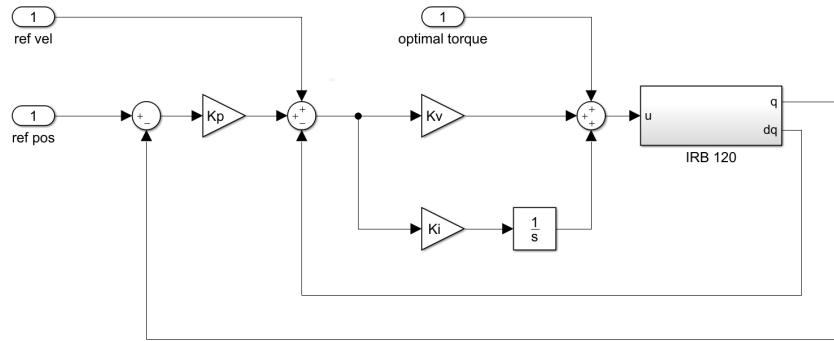 1
ref vel
1
optimal torque
1
ref pos
+
−
Kp
+
+
−
Kv
+
+
+
u
q
dq
IRB 120
Ki
1
s